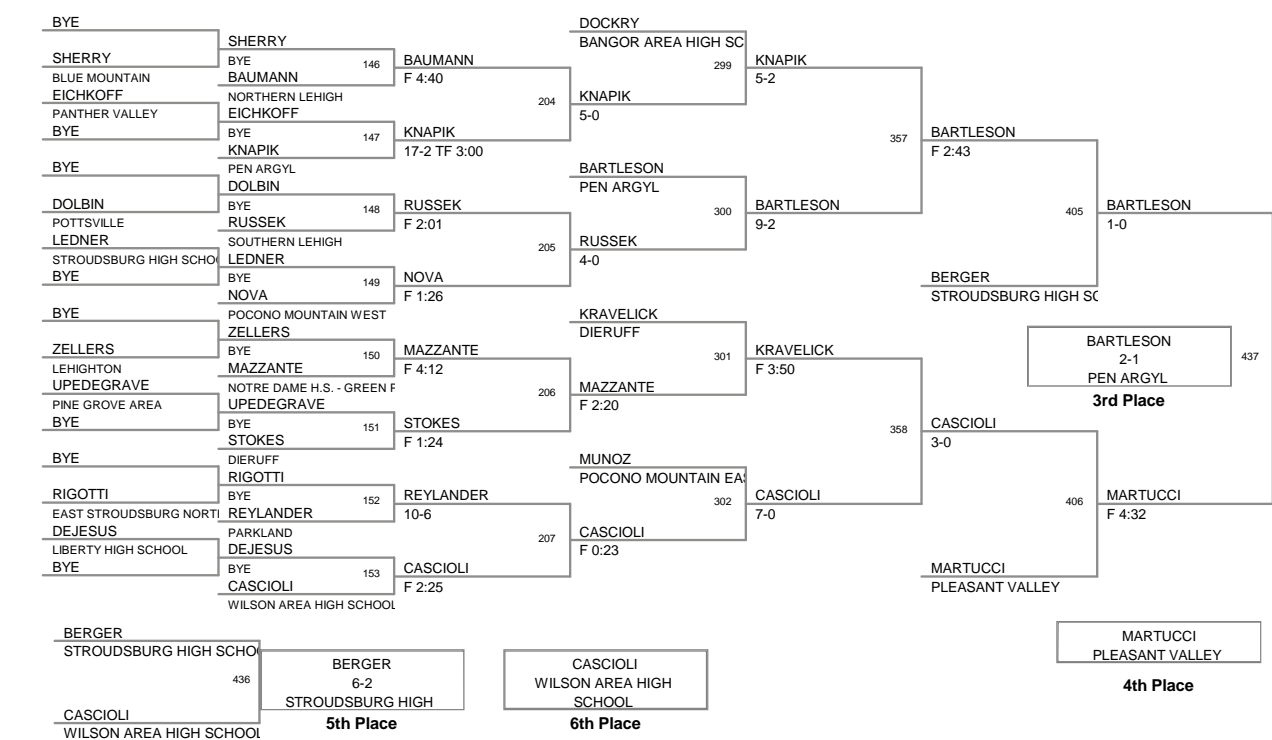 BYE
SHERRY
BLUE MOUNTAIN
EICHKOFF
PANTHER VALLEY
BYE
BYE
DOLBIN
POTTSVILLE
LEDNER
STROUDSBURG HIGH SCHO
BYE
BYE
ZELLERS
LEHIGHTON
UPEDEGRAVE
PINE GROVE AREA
BYE
BYE
RIGOTTI
EAST STROUDSBURG NORT
DEJESUS
LIBERTY HIGH SCHOOL
BYE
SHERRY
BYE
146
BAUMANN
NORTHERN LEHIGH
EICHKOFF
BYE
147
KNAPIK
PEN ARGYL
DOLBIN
BYE
148
RUSSEK
SOUTHERN LEHIGH
LEDNER
BYE
149
NOVA
POCONO MOUNTAIN WEST
ZELLERS
BYE
150
MAZZANTE
NOTRE DAME H.S. - GREEN P
UPEDEGRAVE
BYE
151
STOKES
DIERUFF
RIGOTTI
BYE
152
REYLANDER
PARKLAND
DEJESUS
BYE
153
CASCIOLI
WILSON AREA HIGH SCHOOL
BAUMANN
F 4:40
204
KNAPIK
17-2 TF 3:00
RUSSEK
F 2:01
205
NOVA
F 1:26
MAZZANTE
F 4:12
206
STOKES
F 1:24
REYLANDER
10-6
207
CASCIOLI
F 2:25
DOCKRY
BANGOR AREA HIGH SC
299
KNAPIK
5-0
BARTLESON
PEN ARGYL
300
RUSSEK
4-0
KRAVELICK
DIERUFF
301
MAZZANTE
F 2:20
MUNOZ
POCONO MOUNTAIN EAS
302
CASCIOLI
F 0:23
KNAPIK
5-2
357
BARTLESON
9-2
KRAVELICK
F 3:50
358
CASCIOLI
7-0
BARTLESON
F 2:43
405
BERGER
STROUDSBURG HIGH SC
CASCIOLI
3-0
406
MARTUCCI
PLEASANT VALLEY
BARTLESON
1-0
BARTLESON
2-1
PEN ARGYL
437
3rd Place
MARTUCCI
F 4:32
BERGER
STROUDSBURG HIGH SCHO
436
CASCIOLI
WILSON AREA HIGH SCHOOL
BERGER
6-2
STROUDSBURG HIGH
5th Place
CASCIOLI
WILSON AREA HIGH
SCHOOL
6th Place
MARTUCCI
PLEASANT VALLEY
4th Place